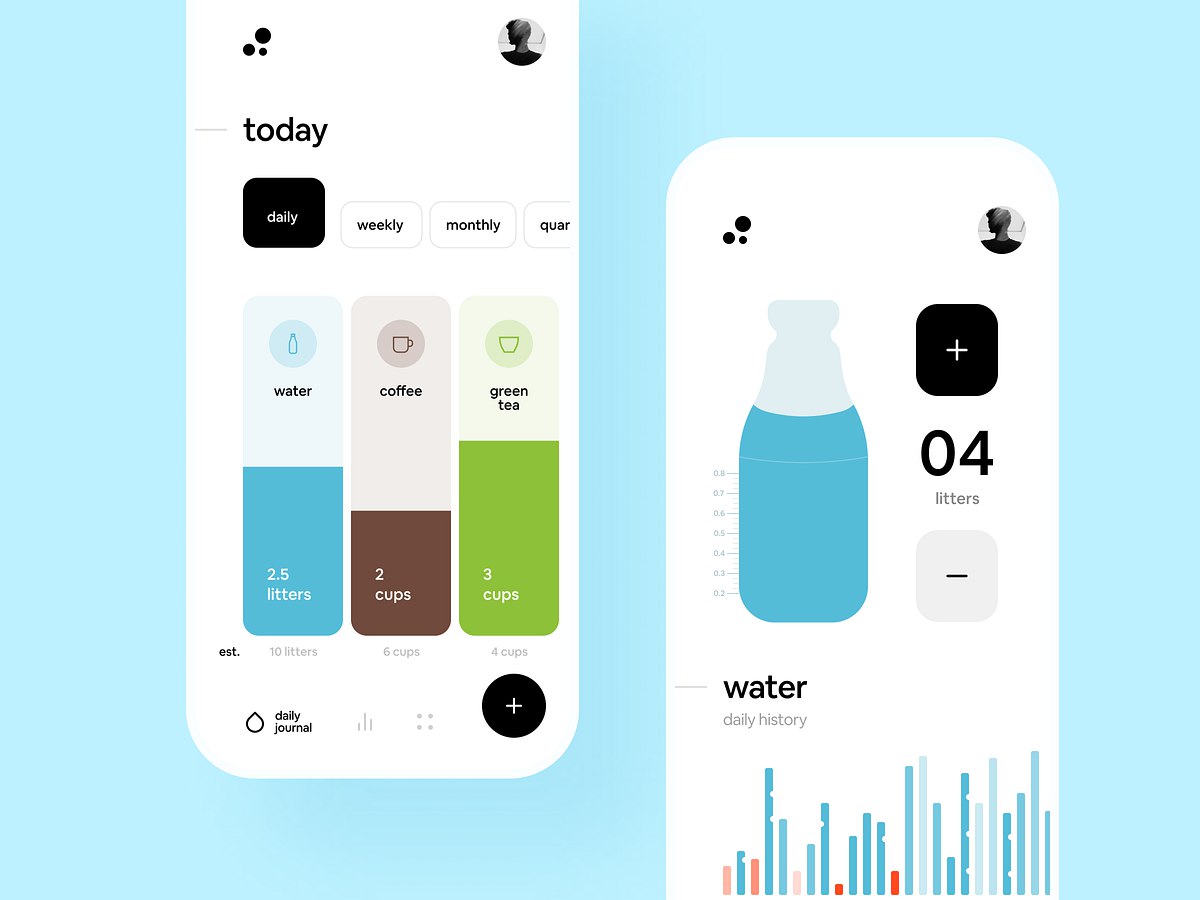 today
daily
weekly
monthly
quar
water
coffee
green
tea
2.5
litters
2
cups
3
cups
est.
10 litters
6 cups
4 cups
daily
journal
+
+
04
litters
−
0.8
0.7
0.6
0.5
0.4
0.3
0.2
water
daily history